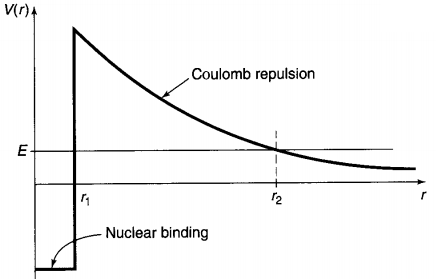 V(r)
Coulomb repulsion
E
r1
r2
r
Nuclear binding